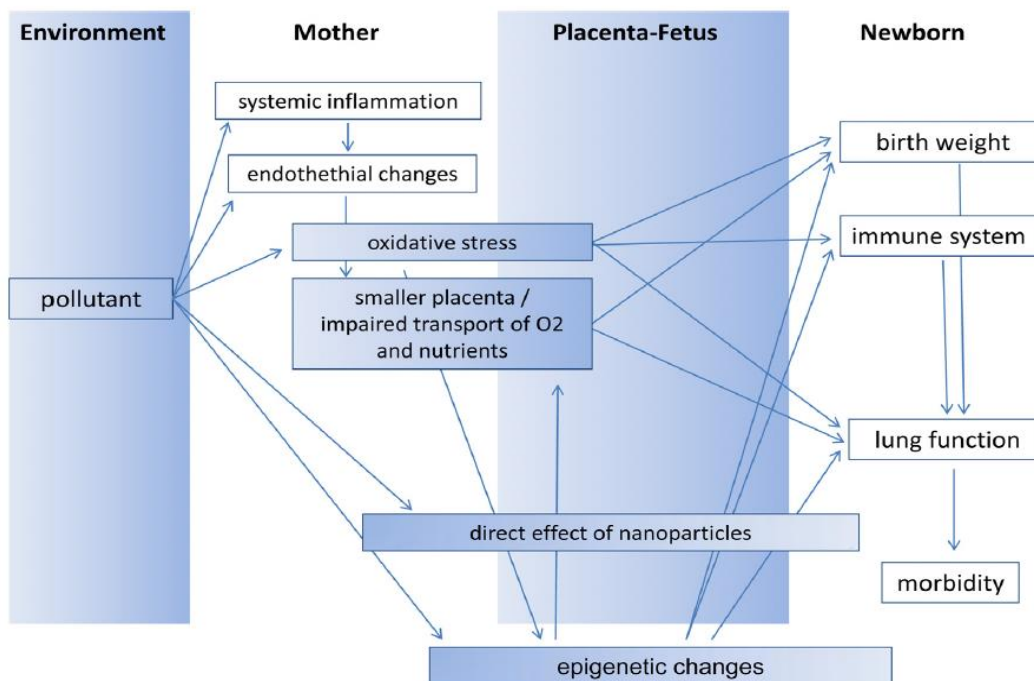 Environment
Mother
Placenta-Fetus
Newborn
systemic inflammation
endothethial changes
oxidative stress
smaller placenta /
impaired transport of O2
and nutrients
pollutant
birth weight
immune system
lung function
direct effect of nanoparticles
morbidity
epigenetic changes